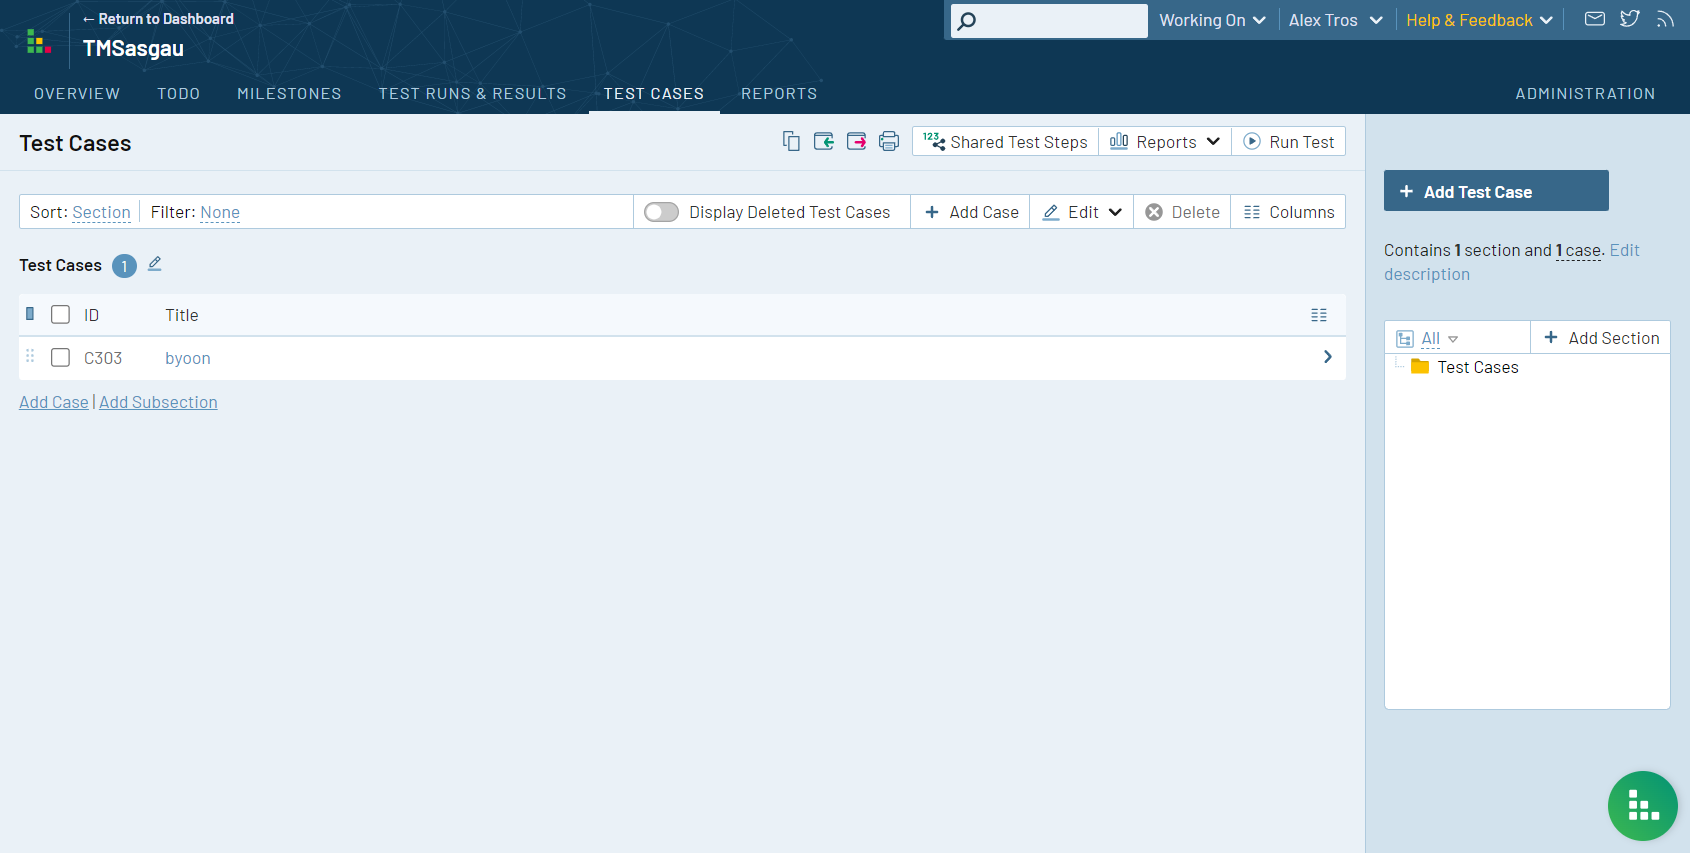 ← Return to Dashboard
TMSasgau
Working On
Alex Tros
Help & Feedback
OVERVIEW
TODO
MILESTONES
TEST RUNS & RESULTS
TEST CASES
REPORTS
ADMINISTRATION
Test Cases
123 Shared Test Steps
Reports
Run Test
Sort: Section
Filter: None
Display Deleted Test Cases
+ Add Case
Edit
Delete
Columns
Test Cases 1
ID
Title
C303
byoon
Add Case | Add Subsection
+ Add Test Case
Contains 1 section and 1 case. Edit
description
All
+ Add Section
Test Cases